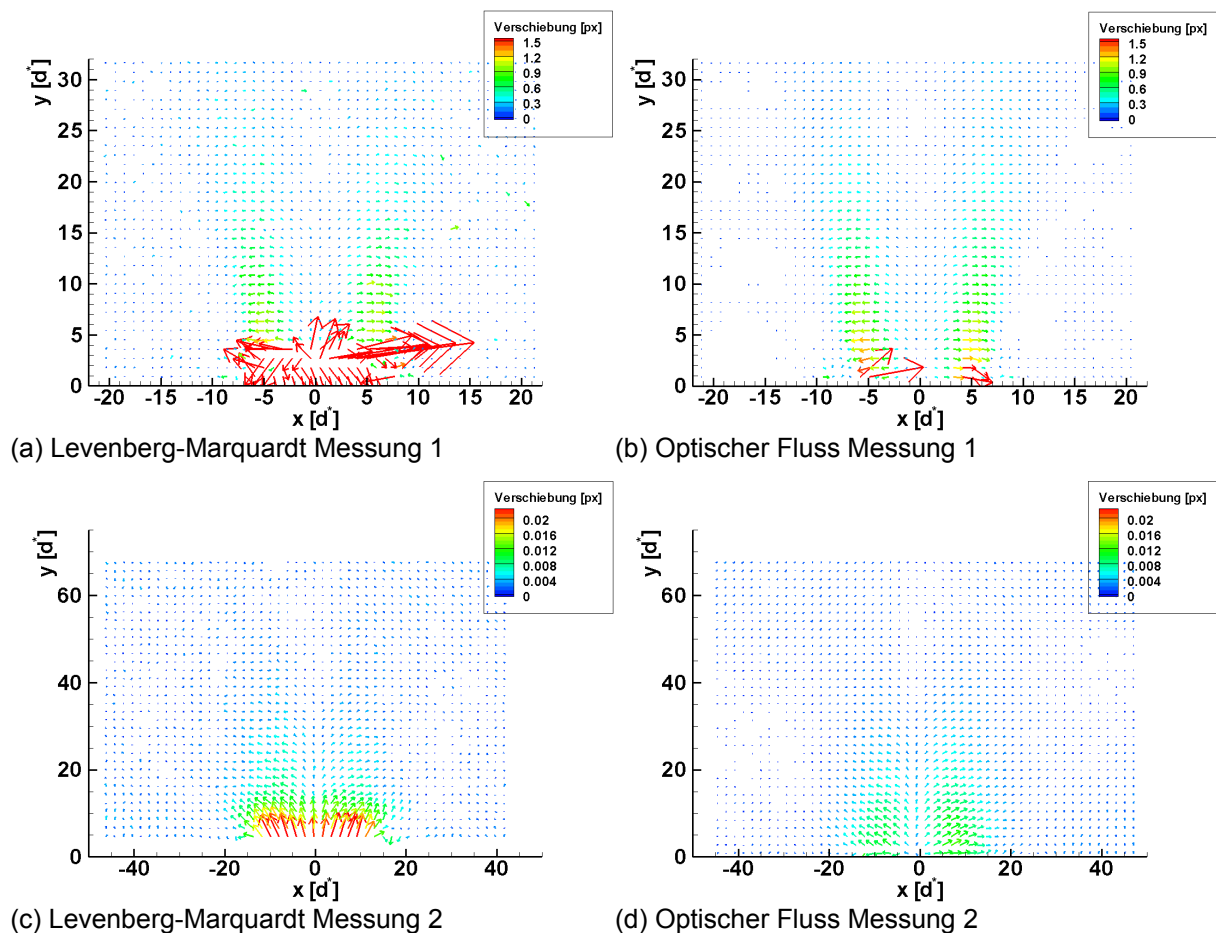 Verschiebung [px]
1.5
1.2
0.9
0.6
0.3
0
y [d*]
30
25
20
15
10
5
0
-20 -15 -10 -5 0 5 10 15 20
x [d*]
(a) Levenberg-Marquardt Messung 1
Verschiebung [px]
1.5
1.2
0.9
0.6
0.3
0
y [d*]
30
25
20
15
10
5
0
-20 -15 -10 -5 0 5 10 15 20
x [d*]
(b) Optischer Fluss Messung 1
Verschiebung [px]
0.02
0.016
0.012
0.008
0.004
0
y [d*]
60
40
20
0
-40 -20 0 20 40
x [d*]
(c) Levenberg-Marquardt Messung 2
Verschiebung [px]
0.02
0.016
0.012
0.008
0.004
0
y [d*]
60
40
20
0
-40 -20 0 20 40
x [d*]
(d) Optischer Fluss Messung 2